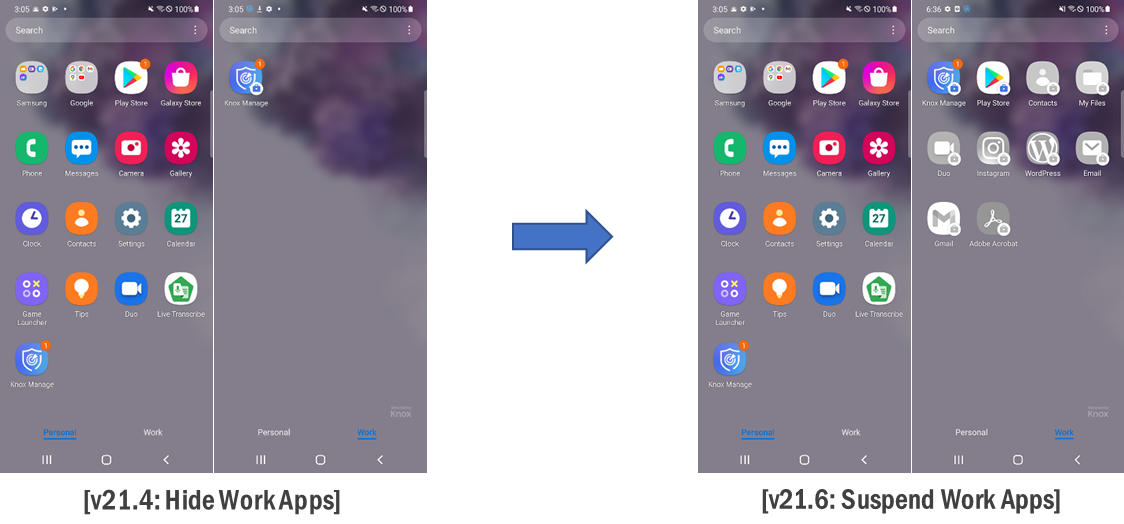 3:05
100%
Search
Samsung
Google
1
Play Store
Galaxy Store
Phone
Messages
Camera
Gallery
Clock
Contacts
Settings
27
Calendar
Game
Launcher
Tips
Duo
Live Transcribe
1
Knox Manage
Personal
Work
3:05
100%
Search
1
Knox Manage
Knox
Personal
Work
[v21.4: Hide Work Apps]
3:05
100%
Search
Samsung
Google
1
Play Store
Galaxy Store
Phone
Messages
Camera
Gallery
Clock
Contacts
Settings
27
Calendar
Game
Launcher
Tips
Duo
Live Transcribe
1
Knox Manage
Personal
Work
6:36
100%
Search
1
Knox Manage
Play Store
Contacts
My Files
Duo
Instagram
WordPress
Email
Gmail
Adobe Acrobat
Knox
Personal
Work
[v21.6: Suspend Work Apps]